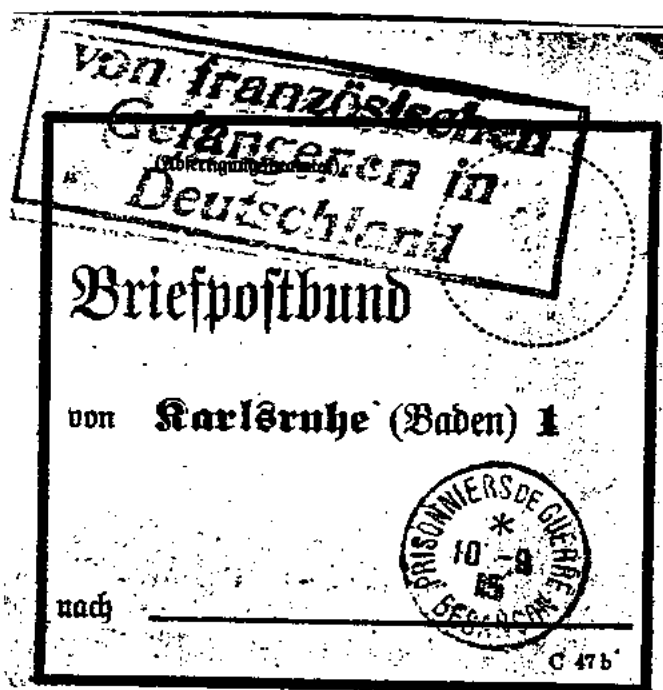 von französischen
Gefangenen in
Deutschland
(Abfertigungsbeamter)
Briefpostbund
von Karlsruhe (Baden) 1
PRISONNIERS DE GUERRE
10 -9
15
BESANÇON
nach
C 47 b